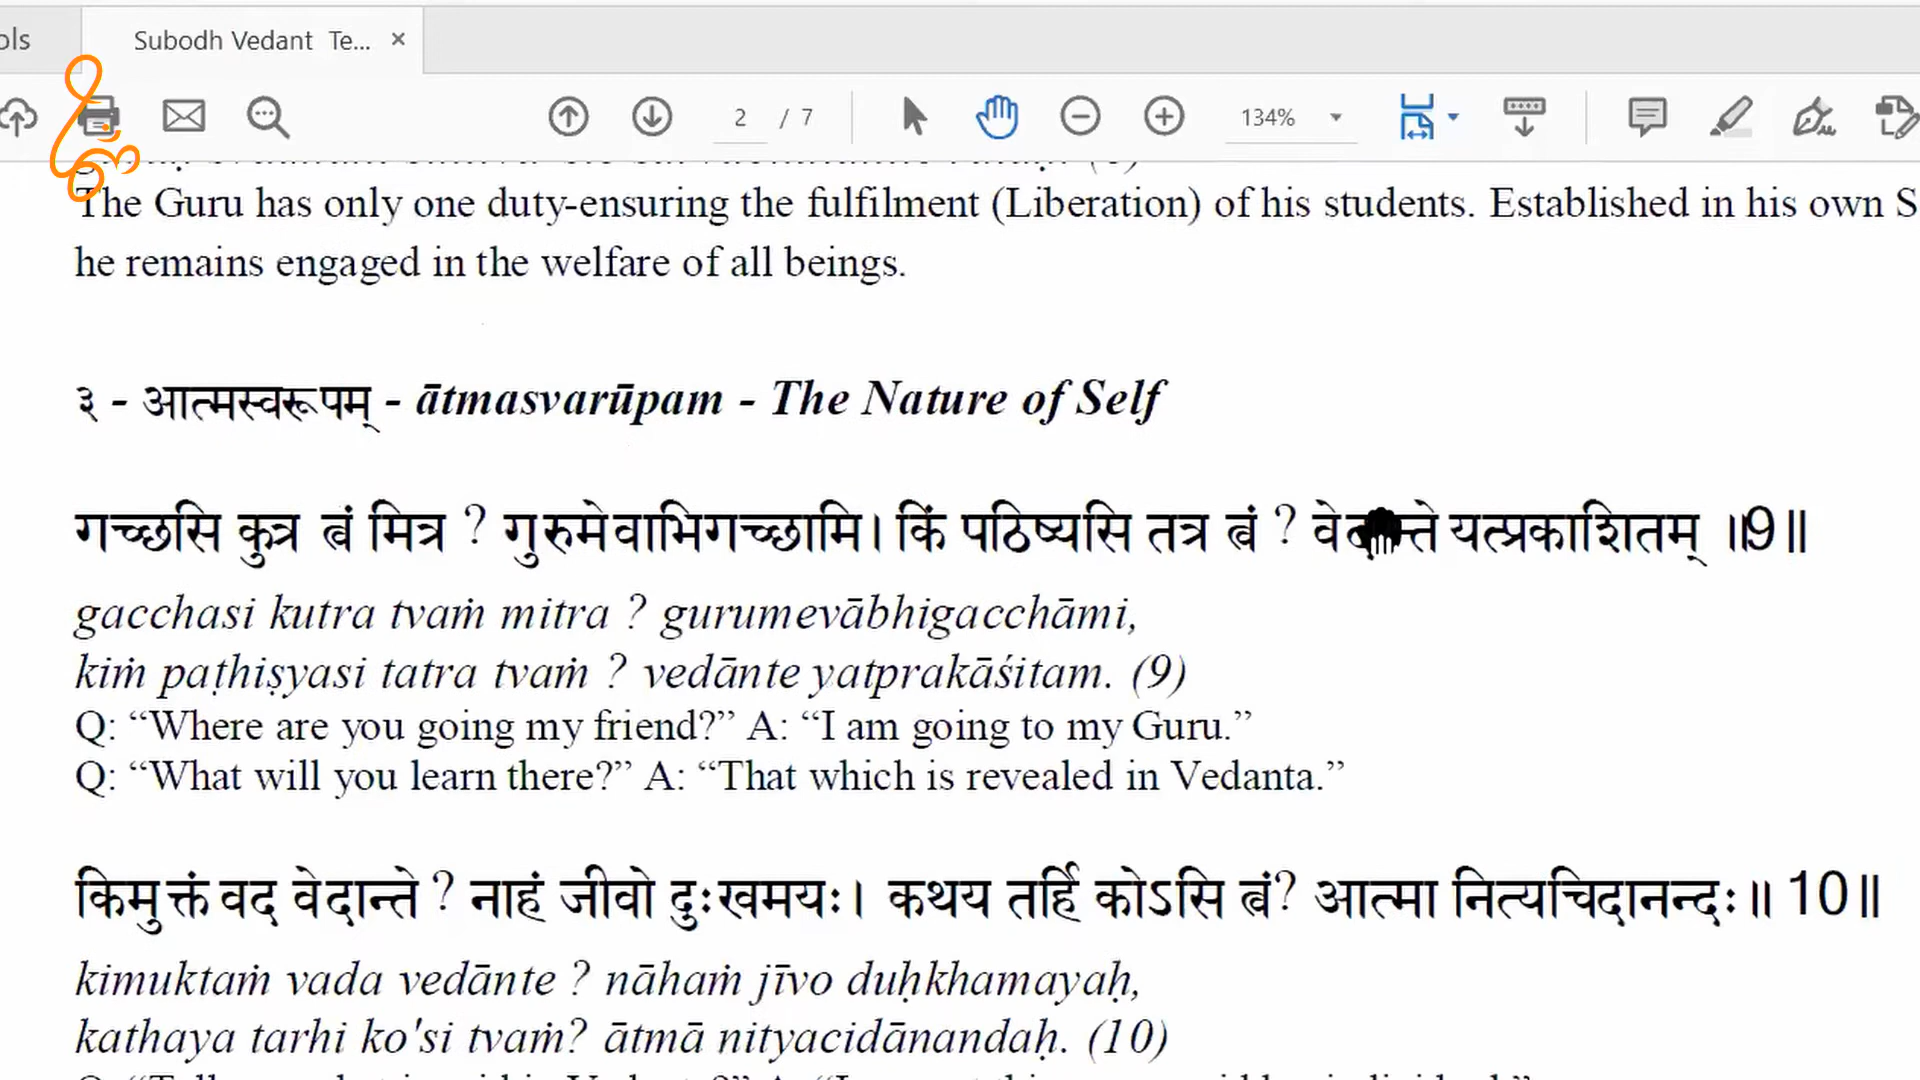 ols
Subodh Vedant Te... ×
2 / 7
134%
The Guru has only one duty-ensuring the fulfilment (Liberation) of his students. Established in his own S
he remains engaged in the welfare of all beings.
३ - आत्मस्वरूपम् - ātmasvarūpam - The Nature of Self
गच्छसि कुत्र त्वं मित्र ? गुरुमेवाभिगच्छामि। किं पठिष्यसि तत्र त्वं ? वेदान्ते यत्प्रकाशितम् ॥9॥
gacchasi kutra tvaṁ mitra ? gurumevābhigacchāmi,
kiṁ paṭhiṣyasi tatra tvaṁ ? vedānte yatprakāśitam. (9)
Q: “Where are you going my friend?” A: “I am going to my Guru.”
Q: “What will you learn there?” A: “That which is revealed in Vedanta.”
किमुक्तं वद वेदान्ते ? नाहं जीवो दुःखमयः। कथय तर्हि कोऽसि त्वं? आत्मा नित्यचिदानन्दः॥ 10॥
kimuktaṁ vada vedānte ? nāhaṁ jīvo duḥkhamayaḥ,
kathaya tarhi ko'si tvaṁ? ātmā nityacidānandaḥ. (10)